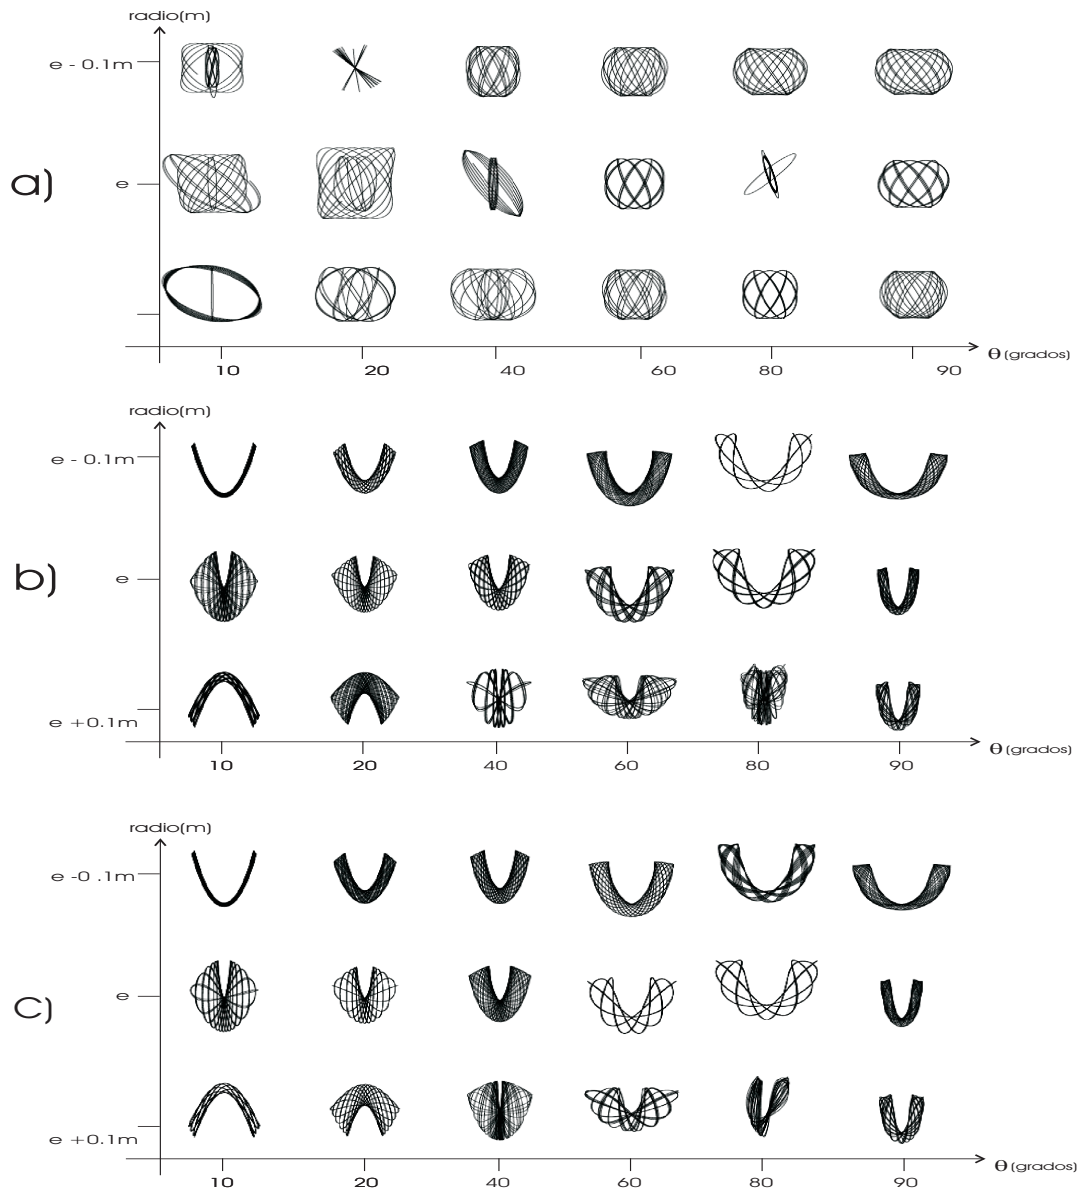 radio(m)
e - 0.1m
a)
e
θ (grados)
10 20 40 60 80 90
radio(m)
e - 0.1m
b)
e
e +0.1m
θ (grados)
10 20 40 60 80 90
radio(m)
e -0 .1m
c)
e
e +0.1m
θ (grados)
10 20 40 60 80 90